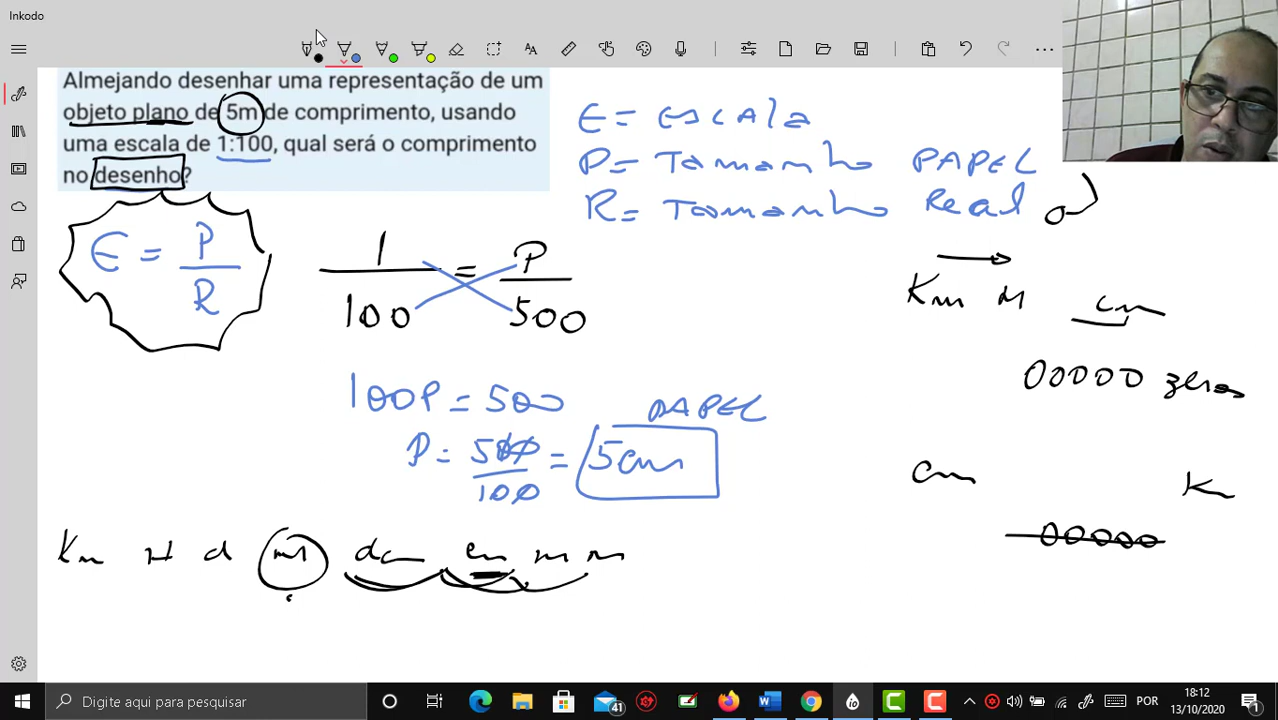 Inkodo
Almejando desenhar uma representação de um
objeto plano de 5m de comprimento, usando
uma escala de 1:100, qual será o comprimento
no desenho?
E = Escala
P = Tamanho PAPEL
R = Tamanho Real
E = P
R
1 = P
100 500
Km M cm
00000 zeros
100P = 500
PAPEL
P = 500 = 5cm
100
cm K
00000
Km H d m dc cm mm
Digite aqui para pesquisar
41
POR
18:12
13/10/2020
1